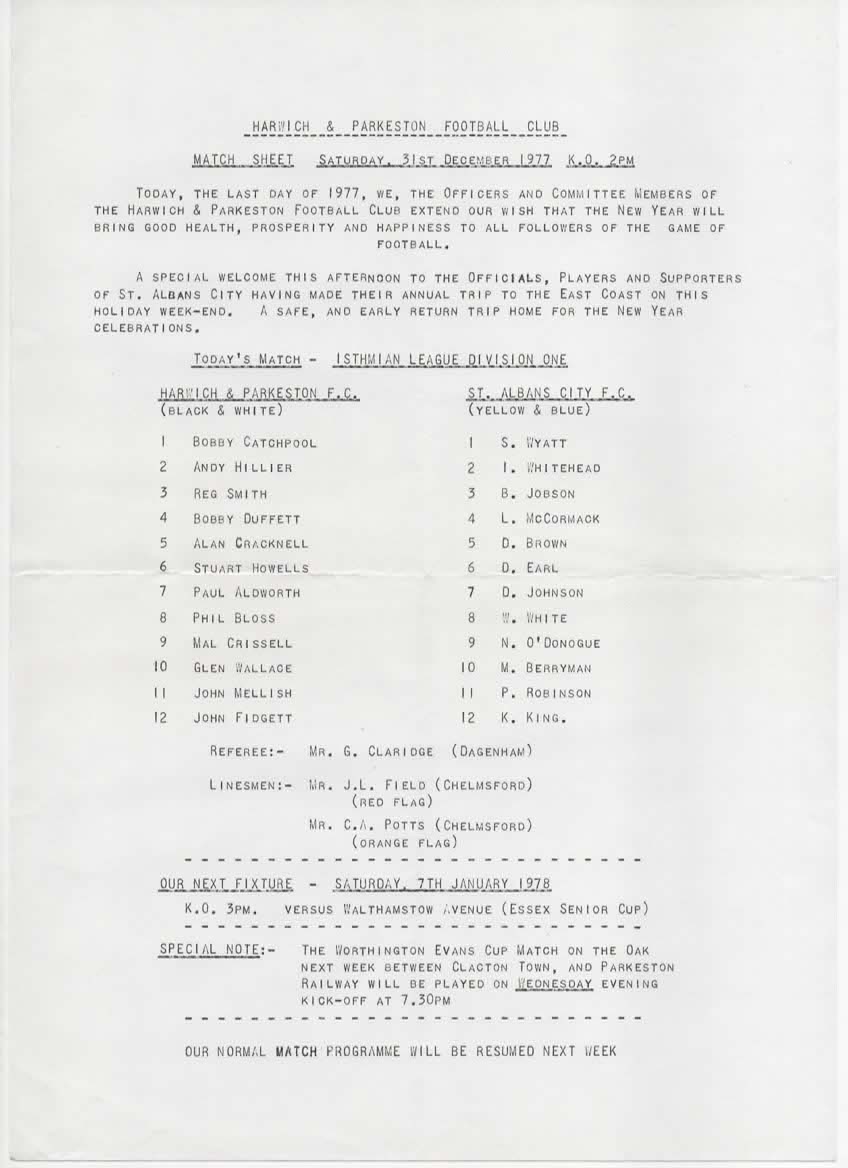 HARWICH & PARKESTON FOOTBALL CLUB
MATCH SHEET SATURDAY, 31ST DECEMBER 1977 K.O. 2PM
TODAY, THE LAST DAY OF 1977, WE, THE OFFICERS AND COMMITTEE MEMBERS OF
THE HARWICH & PARKESTON FOOTBALL CLUB EXTEND OUR WISH THAT THE NEW YEAR WILL
BRING GOOD HEALTH, PROSPERITY AND HAPPINESS TO ALL FOLLOWERS OF THE GAME OF
FOOTBALL.
A SPECIAL WELCOME THIS AFTERNOON TO THE OFFICIALS, PLAYERS AND SUPPORTERS
OF ST. ALBANS CITY HAVING MADE THEIR ANNUAL TRIP TO THE EAST COAST ON THIS
HOLIDAY WEEK-END. A SAFE, AND EARLY RETURN TRIP HOME FOR THE NEW YEAR
CELEBRATIONS.
TODAY'S MATCH - ISTHMIAN LEAGUE DIVISION ONE
HARWICH & PARKESTON F.C. ST. ALBANS CITY F.C.
(BLACK & WHITE) (YELLOW & BLUE)
1 BOBBY CATCHPOOL 1 S. WYATT
2 ANDY HILLIER 2 I. WHITEHEAD
3 REG SMITH 3 B. JOBSON
4 BOBBY DUFFETT 4 L. MCCORMACK
5 ALAN CRACKNELL 5 D. BROWN
6 STUART HOWELLS 6 D. EARL
7 PAUL ALDWORTH 7 D. JOHNSON
8 PHIL BLOSS 8 W. WHITE
9 MAL CRISSELL 9 N. O'DONOGUE
10 GLEN WALLACE 10 M. BERRYMAN
11 JOHN MELLISH 11 P. ROBINSON
12 JOHN FIDGETT 12 K. KING.
REFEREE:- MR. G. CLARIDGE (DAGENHAM)
LINESMEN:- MR. J.L. FIELD (CHELMSFORD)
(RED FLAG)
MR. C.A. POTTS (CHELMSFORD)
(ORANGE FLAG)
OUR NEXT FIXTURE - SATURDAY, 7TH JANUARY 1978
K.O. 3PM. VERSUS WALTHAMSTOW AVENUE (ESSEX SENIOR CUP)
SPECIAL NOTE:- THE WORTHINGTON EVANS CUP MATCH ON THE OAK
NEXT WEEK BETWEEN CLACTON TOWN, AND PARKESTON
RAILWAY WILL BE PLAYED ON WEDNESDAY EVENING
KICK-OFF AT 7.30PM
OUR NORMAL MATCH PROGRAMME WILL BE RESUMED NEXT WEEK